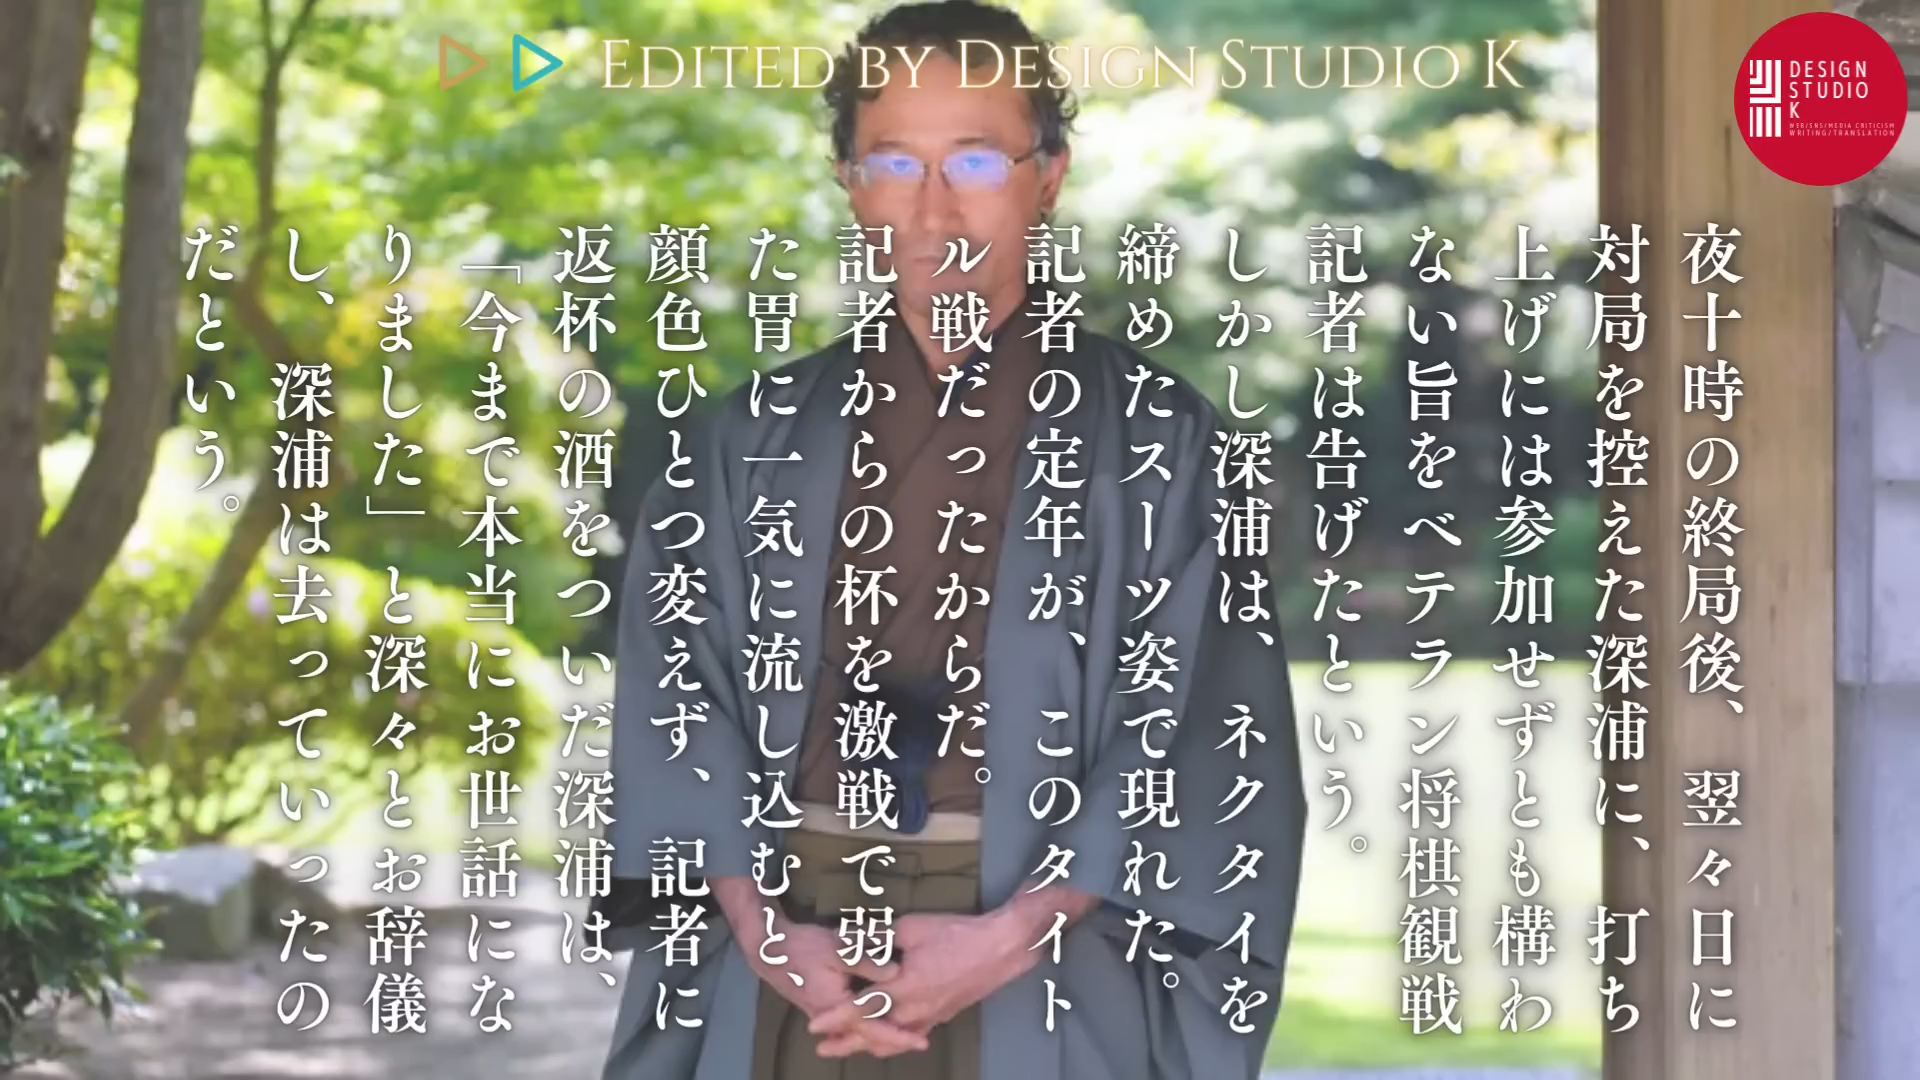 EDITED BY DESIGN STUDIO K
DESIGN
STUDIO
K
WEB/SNS/MEDIA CRITICISM
WRITING/TRANSLATION
夜十時の終局後、翌々日に
対局を控えた深浦に、打ち
上げには参加せずとも構わ
ない旨をベテラン将棋観戦
記者は告げたという。
しかし深浦は、ネクタイを
締めたスーツ姿で現れた。
記者の定年が、このタイト
ル戦だったからだ。
記者からの杯を激戦で弱っ
た胃に一気に流し込むと、
顔色ひとつ変えず、記者に
返杯の酒をついだ深浦は、
「今まで本当にお世話にな
りました」と深々とお辞儀
し、深浦は去っていったの
だという。